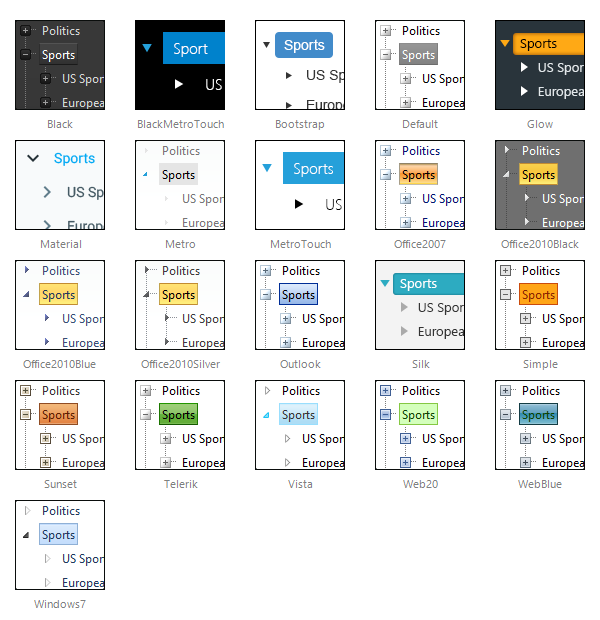 Politics
Sports
US Spor
Europea
Black
Sport
US
BlackMetroTouch
Sports
US Sp
Europ
Bootstrap
Politics
Sports
US Spor
Europea
Default
Sports
US Spor
Europea
Glow
Sports
US Sp
Europ
Material
Politics
Sports
US Spor
Europea
Metro
Sports
US
MetroTouch
Politics
Sports
US Spor
Europea
Office2007
Politics
Sports
US Spor
Europea
Office2010Black
Politics
Sports
US Spor
Europea
Office2010Blue
Politics
Sports
US Spor
Europea
Office2010Silver
Politics
Sports
US Spor
Europea
Outlook
Sports
US Spor
Europea
Silk
Politics
Sports
US Spor
Europea
Simple
Politics
Sports
US Spor
Europea
Sunset
Politics
Sports
US Spor
Europea
Telerik
Politics
Sports
US Spor
Europea
Vista
Politics
Sports
US Spor
Europea
Web20
Politics
Sports
US Spor
Europea
WebBlue
Politics
Sports
US Spor
Europea
Windows7